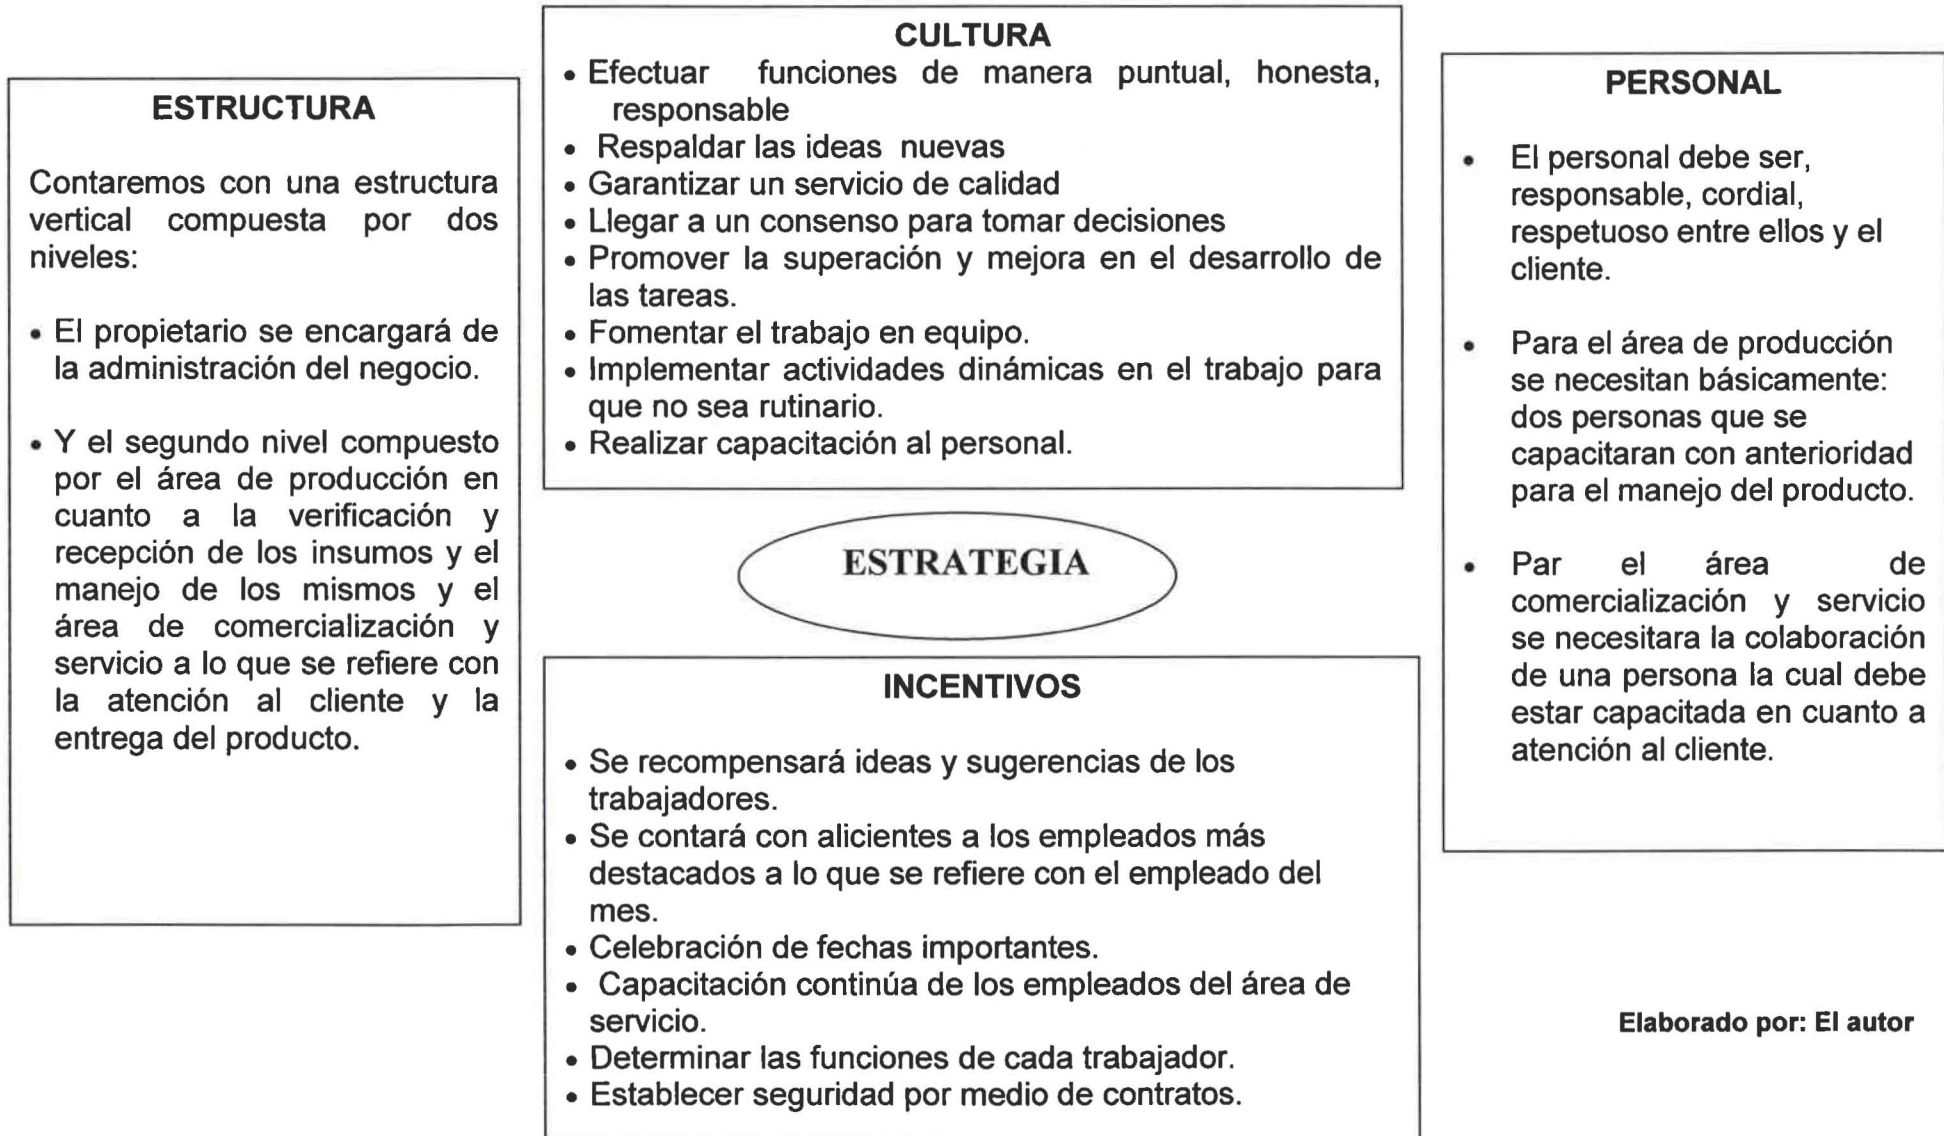 ESTRUCTURA
Contaremos con una estructura
vertical compuesta por dos
niveles:
• El propietario se encargará de
la administración del negocio.
• Y el segundo nivel compuesto
por el área de producción en
cuanto a la verificación y
recepción de los insumos y el
manejo de los mismos y el
área de comercialización y
servicio a lo que se refiere con
la atención al cliente y la
entrega del producto.
CULTURA
• Efectuar funciones de manera puntual, honesta,
responsable
• Respaldar las ideas nuevas
• Garantizar un servicio de calidad
• Llegar a un consenso para tomar decisiones
• Promover la superación y mejora en el desarrollo de
las tareas.
• Fomentar el trabajo en equipo.
• Implementar actividades dinámicas en el trabajo para
que no sea rutinario.
• Realizar capacitación al personal.
ESTRATEGIA
INCENTIVOS
• Se recompensará ideas y sugerencias de los
trabajadores.
• Se contará con alicientes a los empleados más
destacados a lo que se refiere con el empleado del
mes.
• Celebración de fechas importantes.
• Capacitación continúa de los empleados del área de
servicio.
• Determinar las funciones de cada trabajador.
• Establecer seguridad por medio de contratos.
PERSONAL
• El personal debe ser,
responsable, cordial,
respetuoso entre ellos y el
cliente.
• Para el área de producción
se necesitan básicamente:
dos personas que se
capacitaran con anterioridad
para el manejo del producto.
• Par el área de
comercialización y servicio
se necesitara la colaboración
de una persona la cual debe
estar capacitada en cuanto a
atención al cliente.
Elaborado por: El autor